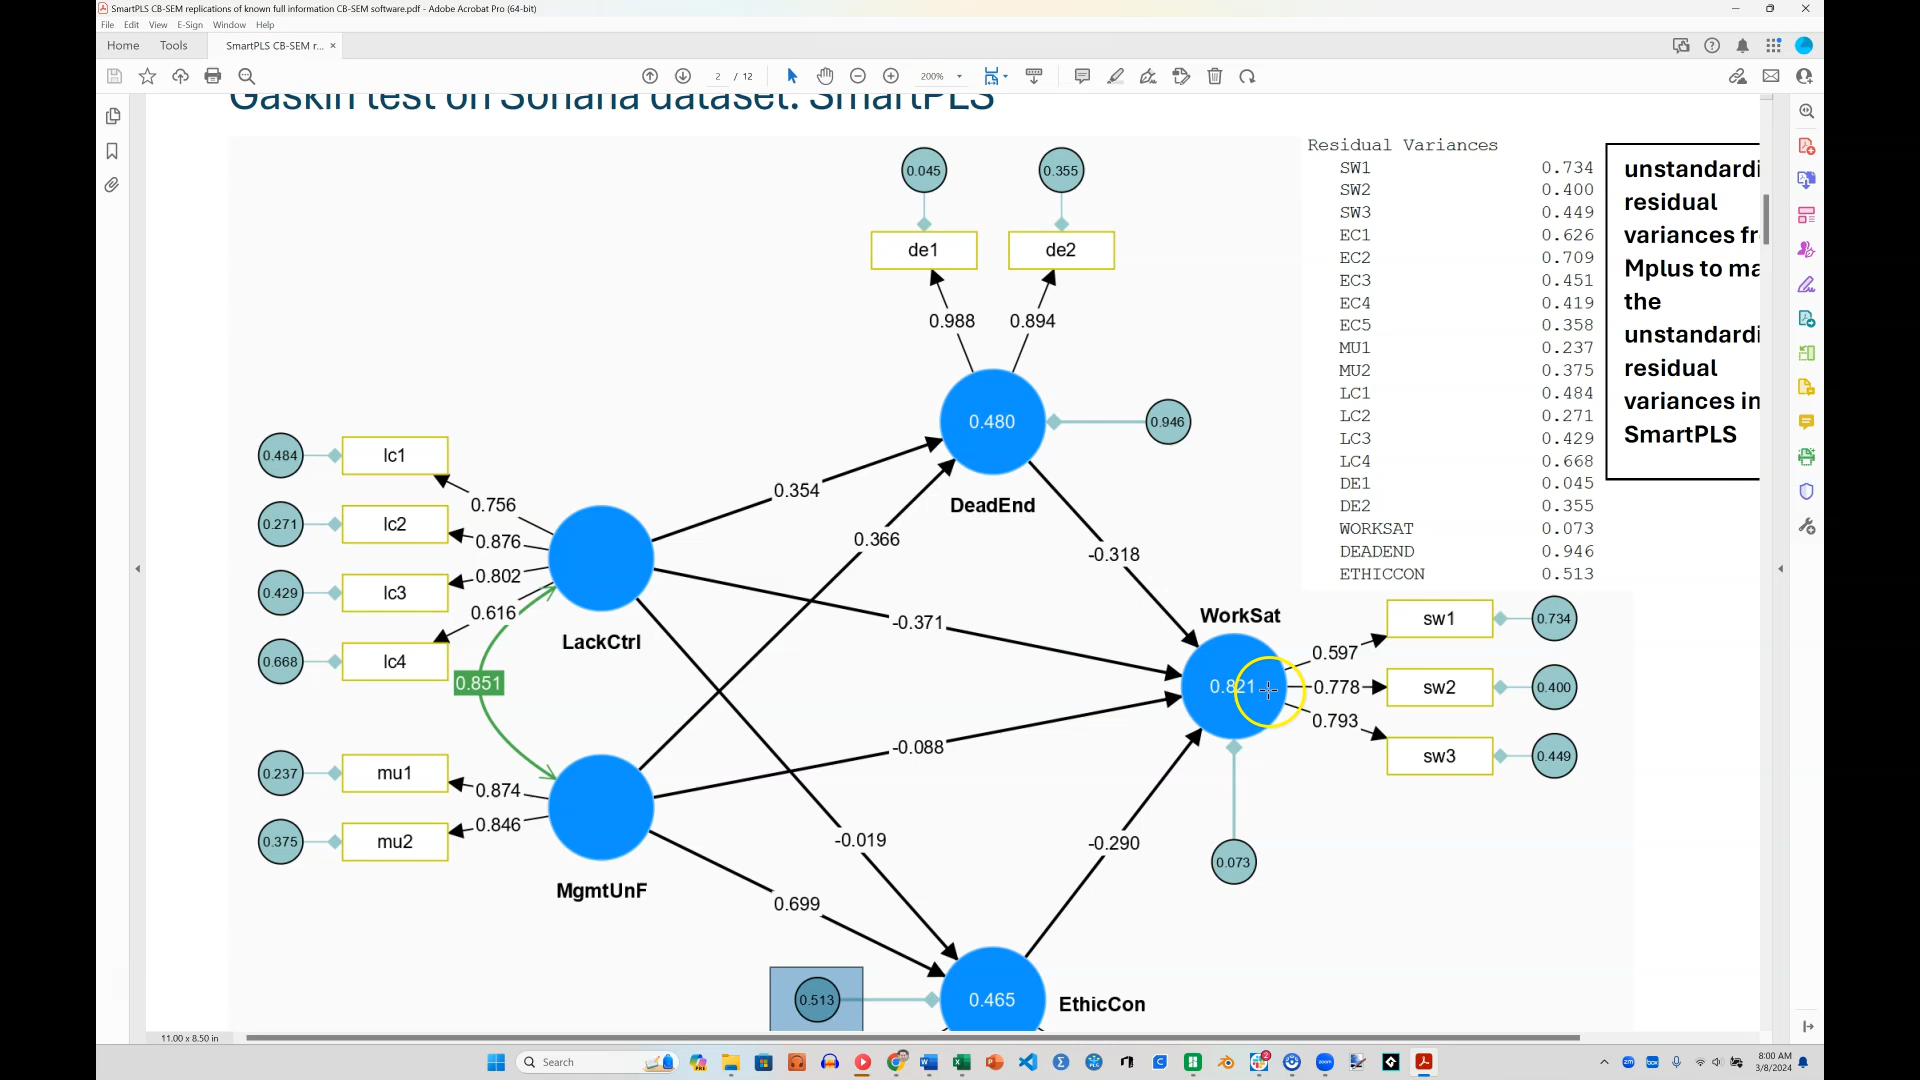 SmartPLS CB-SEM replications of known full information CB-SEM software.pdf - Adobe Acrobat Pro (64-bit)
File Edit View E-Sign Window Help
Home Tools SmartPLS CB-SEM r... ×
2 / 12 200%
Gaskin test on Sonana dataset: SmartPLS
0.045 0.355
de1 de2
0.988 0.894
0.480
0.946
DeadEnd
Residual Variances
SW1 0.734
SW2 0.400
SW3 0.449
EC1 0.626
EC2 0.709
EC3 0.451
EC4 0.419
EC5 0.358
MU1 0.237
MU2 0.375
LC1 0.484
LC2 0.271
LC3 0.429
LC4 0.668
DE1 0.045
DE2 0.355
WORKSAT 0.073
DEADEND 0.946
ETHICCON 0.513
unstandardi
residual
variances fr
Mplus to ma
the
unstandardi
residual
variances in
SmartPLS
0.484 lc1 0.756
0.271 lc2 0.876
0.429 lc3 0.802
0.668 lc4 0.616
LackCtrl
0.851
0.237 mu1 0.874
0.375 mu2 0.846
MgmtUnF
0.354
0.366
-0.318
-0.371
-0.088
-0.019
-0.290
0.699
WorkSat
0.821
0.597 sw1 0.734
0.778 sw2 0.400
0.793 sw3 0.449
0.073
0.513 0.465 EthicCon
11.00 x 8.50 in
Search
8:00 AM
3/8/2024